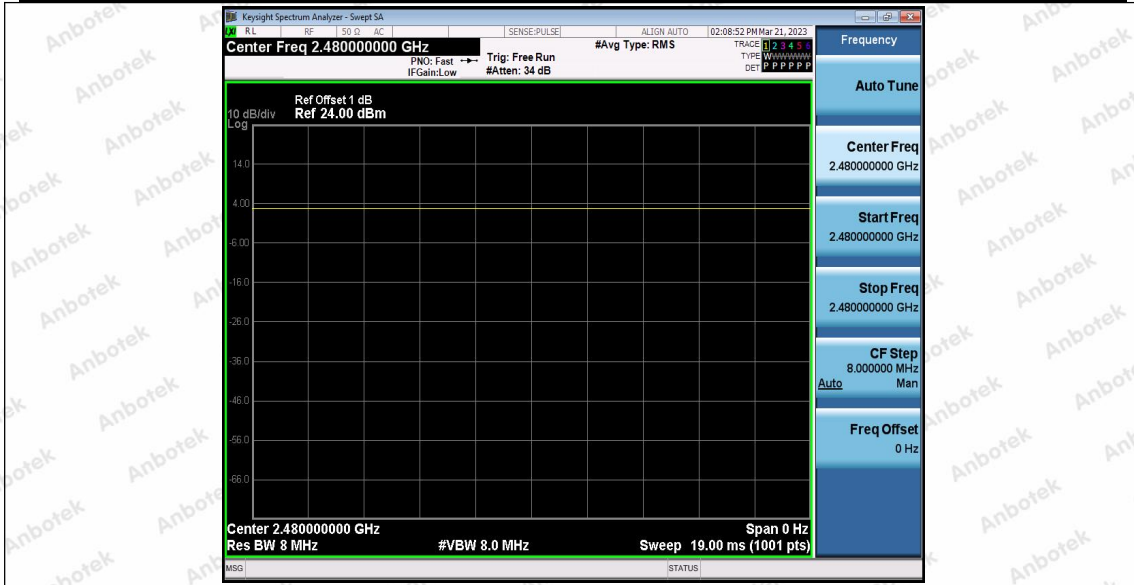 Keysight Spectrum Analyzer - Swept SA
RL RF 50 Ω AC SENSE:PULSE ALIGN AUTO 02:08:52 PM Mar 21, 2023
Center Freq 2.480000000 GHz
#Avg Type: RMS
TRACE 1 2 3 4 5 6
PNO: Fast Trig: Free Run
TYPE WWWWWW
IFGain:Low #Atten: 34 dB
DET P P P P P P
Frequency
Auto Tune
Center Freq
2.480000000 GHz
Start Freq
2.480000000 GHz
Stop Freq
2.480000000 GHz
CF Step
8.000000 MHz
Auto Man
Freq Offset
0 Hz
Ref Offset 1 dB
10 dB/div Ref 24.00 dBm
Log
14.0
4.00
-6.00
-16.0
-26.0
-36.0
-46.0
-56.0
-66.0
Center 2.480000000 GHz Span 0 Hz
Res BW 8 MHz #VBW 8.0 MHz Sweep 19.00 ms (1001 pts)
MSG STATUS
Anbotek